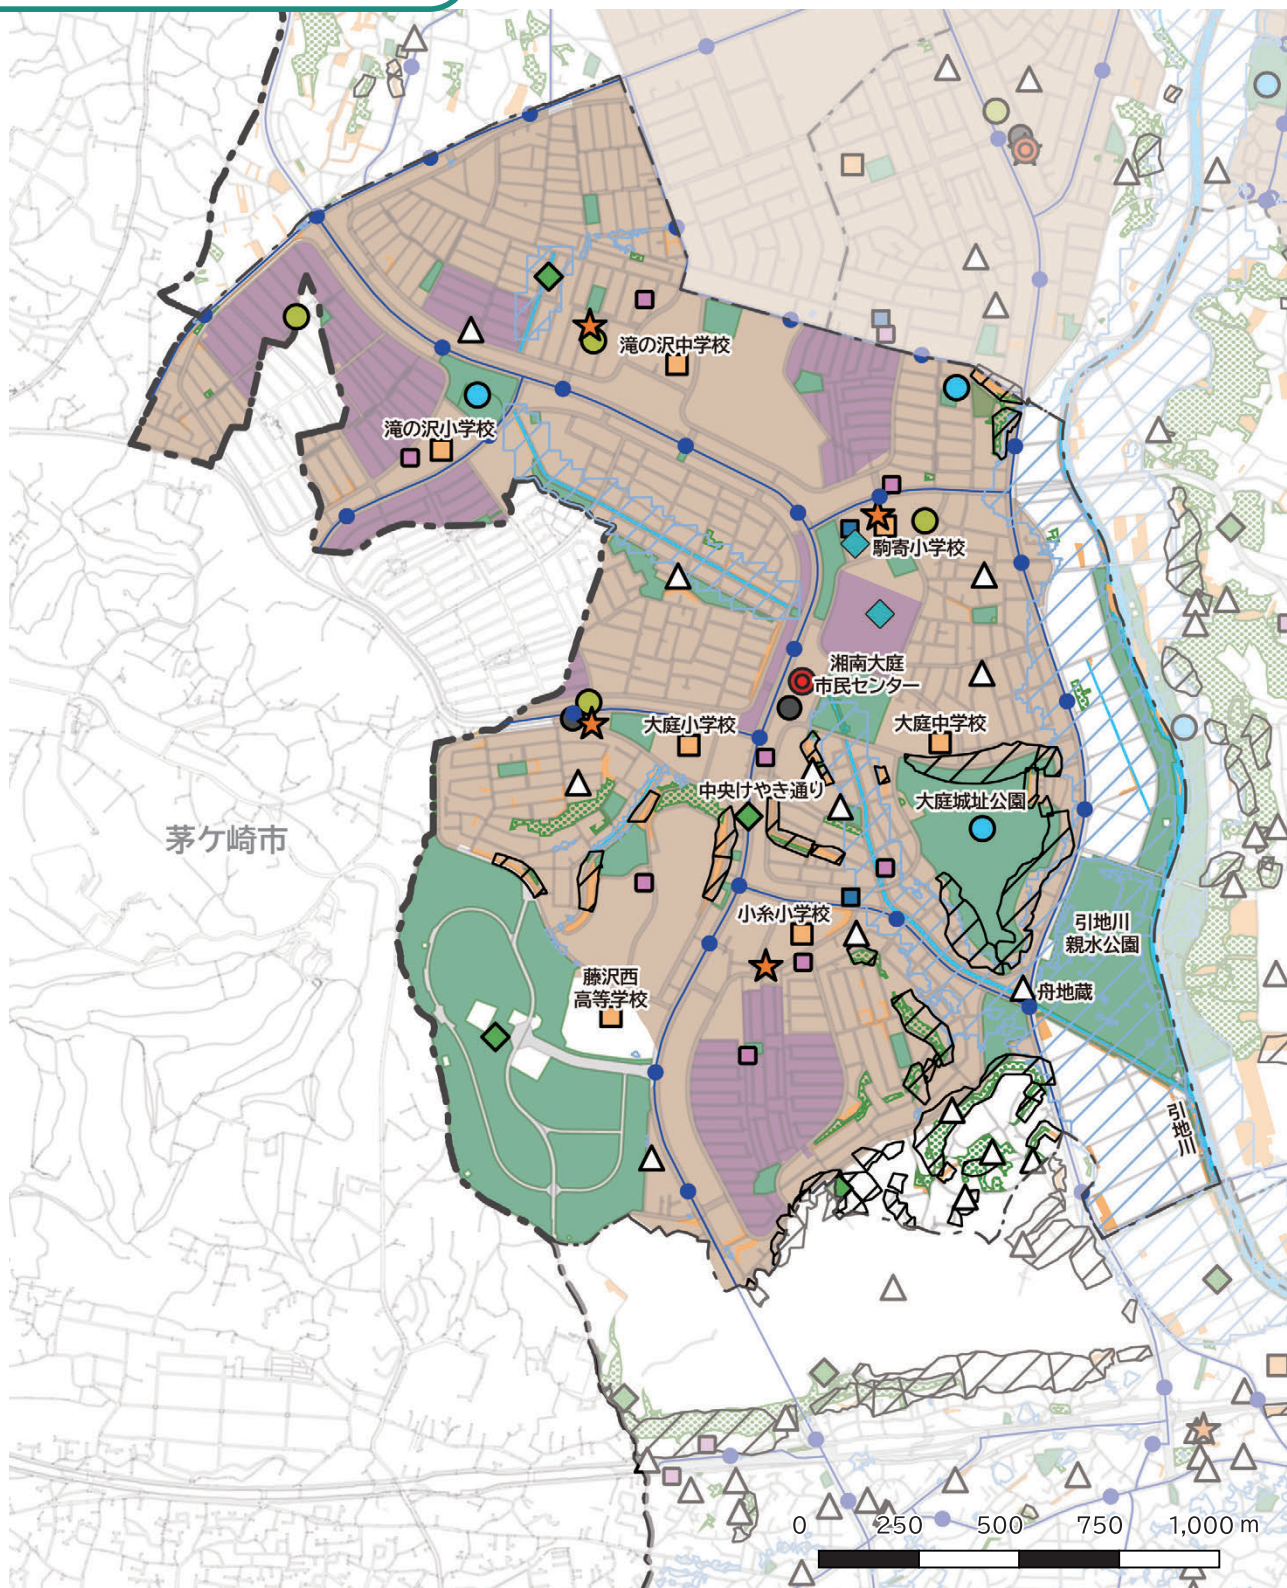 滝の沢中学校
滝の沢小学校
駒寄小学校
湘南大庭
市民センター
大庭小学校
大庭中学校
中央けやき通り
大庭城址公園
茅ケ崎市
小糸小学校
引地川
親水公園
藤沢西
高等学校
舟地蔵
引地川
0 250 500 750 1,000 m